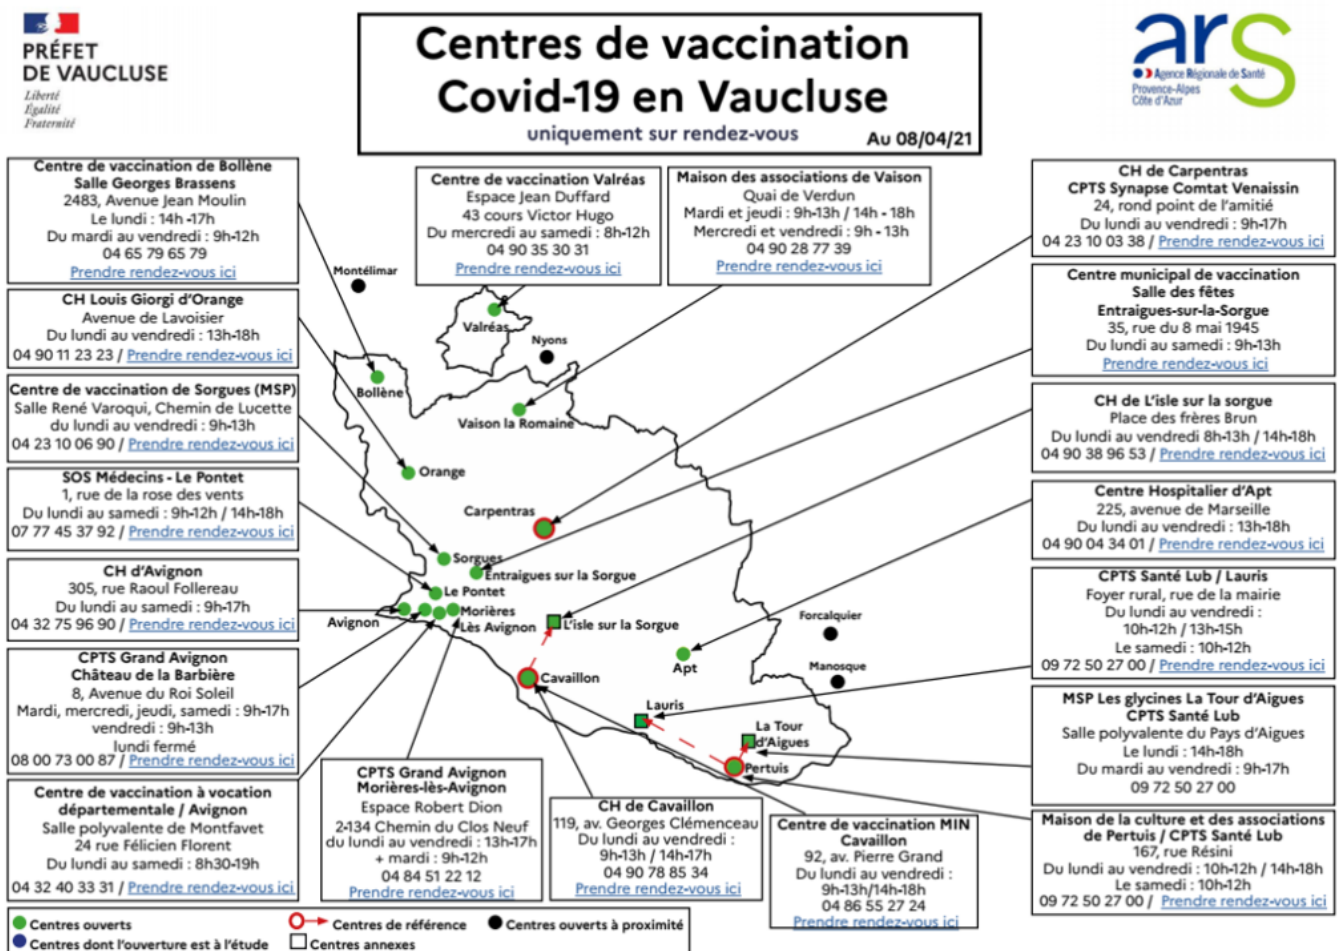 PRÉFET
DE VAUCLUSE
Liberté
Égalité
Fraternité
Centres de vaccination
Covid-19 en Vaucluse
uniquement sur rendez-vous
Au 08/04/21
ars
Agence Régionale de Santé
Provence-Alpes
Côte d'Azur
Centre de vaccination de Bollène
Salle Georges Brassens
2483, Avenue Jean Moulin
Le lundi : 14h -17h
Du mardi au vendredi : 9h-12h
04 65 79 65 79
Prendre rendez-vous ici
CH Louis Giorgi d'Orange
Avenue de Lavoisier
Du lundi au vendredi : 13h-18h
04 90 11 23 23 / Prendre rendez-vous ici
Centre de vaccination de Sorgues (MSP)
Salle René Varoqui, Chemin de Lucette
du lundi au vendredi : 9h-13h
04 23 10 06 90 / Prendre rendez-vous ici
SOS Médecins - Le Pontet
1, rue de la rose des vents
Du lundi au samedi : 9h-12h / 14h-18h
07 77 45 37 92 / Prendre rendez-vous ici
CH d'Avignon
305, rue Raoul Follereau
Du lundi au samedi : 9h-17h
04 32 75 96 90 / Prendre rendez-vous ici
CPTS Grand Avignon
Château de la Barbière
8, Avenue du Roi Soleil
Mardi, mercredi, jeudi, samedi : 9h-17h
vendredi : 9h-13h
lundi fermé
08 00 73 00 87 / Prendre rendez-vous ici
Centre de vaccination à vocation
départementale / Avignon
Salle polyvalente de Montfavet
24 rue Félicien Florent
Du lundi au samedi : 8h30-19h
04 32 40 33 31 / Prendre rendez-vous ici
Centre de vaccination Valréas
Espace Jean Duffard
43 cours Victor Hugo
Du mercredi au samedi : 8h-12h
04 90 35 30 31
Prendre rendez-vous ici
Maison des associations de Vaison
Quai de Verdun
Mardi et jeudi : 9h-13h / 14h - 18h
Mercredi et vendredi : 9h - 13h
04 90 28 77 39
Prendre rendez-vous ici
Montélimar
Valréas
Nyons
Bollène
Vaison la Romaine
Orange
Carpentras
Sorgues
Entraigues sur la Sorgue
Le Pontet
Morières
Lès Avignon
Avignon
L'isle sur la Sorgue
Forcalquier
Apt
Manosque
Cavaillon
Lauris
La Tour
d'Aigues
Pertuis
CPTS Grand Avignon
Morières-lès-Avignon
Espace Robert Dion
2-134 Chemin du Clos Neuf
du lundi au vendredi : 13h-17h
+ mardi : 9h-12h
04 84 51 22 12
Prendre rendez-vous ici
CH de Cavaillon
119, av. Georges Clémenceau
Du lundi au vendredi :
9h-13h / 14h-17h
04 90 78 85 34
Prendre rendez-vous ici
Centre de vaccination MIN
Cavaillon
92, av. Pierre Grand
Du lundi au vendredi :
9h-13h/14h-18h
04 86 55 27 24
Prendre rendez-vous ici
CH de Carpentras
CPTS Synapse Comtat Venaissin
24, rond point de l'amitié
Du lundi au vendredi : 9h-17h
04 23 10 03 38 / Prendre rendez-vous ici
Centre municipal de vaccination
Salle des fêtes
Entraigues-sur-la-Sorgue
35, rue du 8 mai 1945
Du lundi au samedi : 9h-13h
Prendre rendez-vous ici
CH de L'isle sur la sorgue
Place des frères Brun
Du lundi au vendredi 8h-13h / 14h-18h
04 90 38 96 53 / Prendre rendez-vous ici
Centre Hospitalier d'Apt
225, avenue de Marseille
Du lundi au vendredi : 13h-18h
04 90 04 34 01 / Prendre rendez-vous ici
CPTS Santé Lub / Lauris
Foyer rural, rue de la mairie
Du lundi au vendredi :
10h-12h / 13h-15h
Le samedi : 10h-12h
09 72 50 27 00 / Prendre rendez-vous ici
MSP Les glycines La Tour d'Aigues
CPTS Santé Lub
Salle polyvalente du Pays d'Aigues
Le lundi : 14h-18h
Du mardi au vendredi : 9h-17h
09 72 50 27 00
Maison de la culture et des associations
de Pertuis / CPTS Santé Lub
167, rue Résini
Du lundi au vendredi : 10h-12h / 14h-18h
Le samedi : 10h-12h
09 72 50 27 00 / Prendre rendez-vous ici
Centres ouverts
Centres de référence
Centres ouverts à proximité
Centres dont l'ouverture est à l'étude
Centres annexes